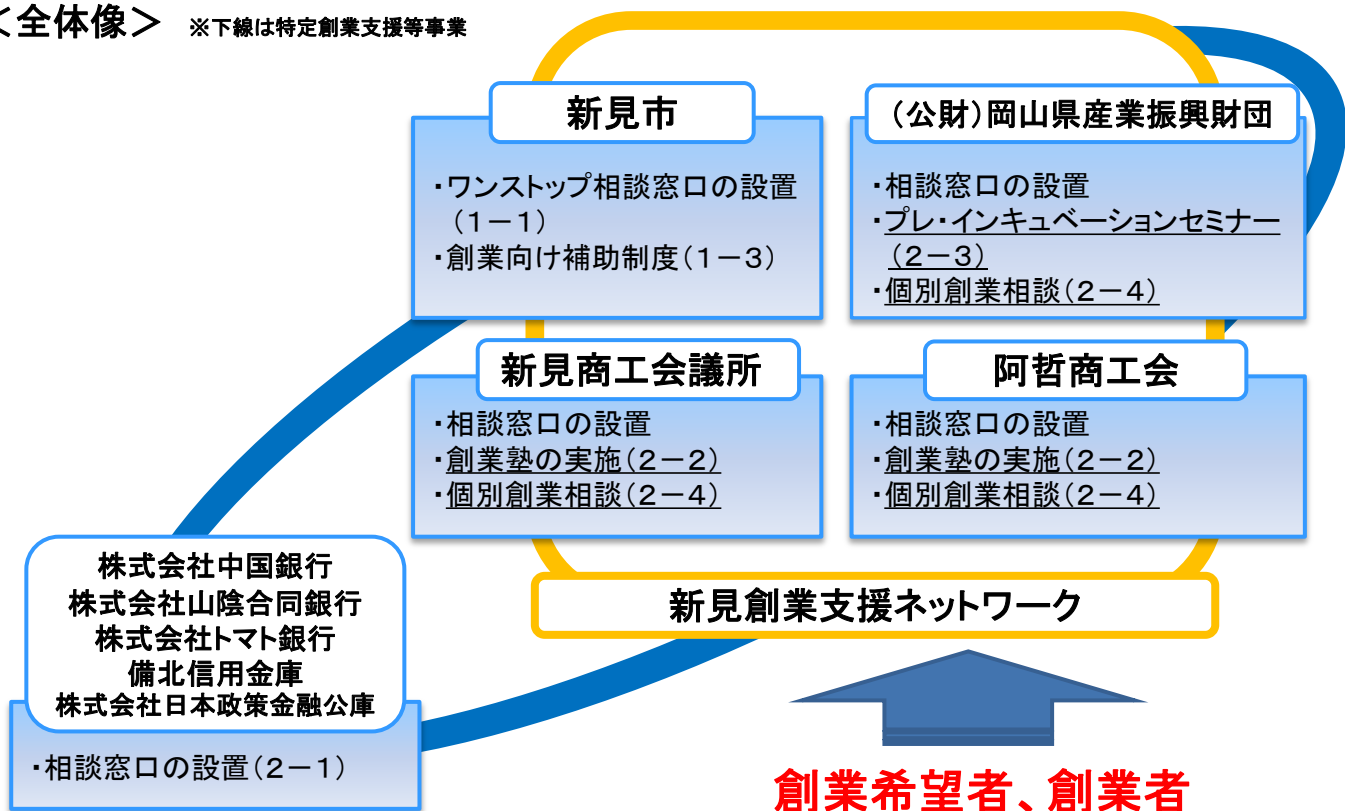 <全体像> ※下線は特定創業支援等事業
新見市
・ワンストップ相談窓口の設置
(1-1)
・創業向け補助制度(1-3)
(公財)岡山県産業振興財団
・相談窓口の設置
・プレ・インキュベーションセミナー
(2-3)
・個別創業相談(2-4)
新見商工会議所
・相談窓口の設置
・創業塾の実施(2-2)
・個別創業相談(2-4)
阿哲商工会
・相談窓口の設置
・創業塾の実施(2-2)
・個別創業相談(2-4)
株式会社中国銀行
株式会社山陰合同銀行
株式会社トマト銀行
備北信用金庫
株式会社日本政策金融公庫
・相談窓口の設置(2-1)
新見創業支援ネットワーク
創業希望者、創業者